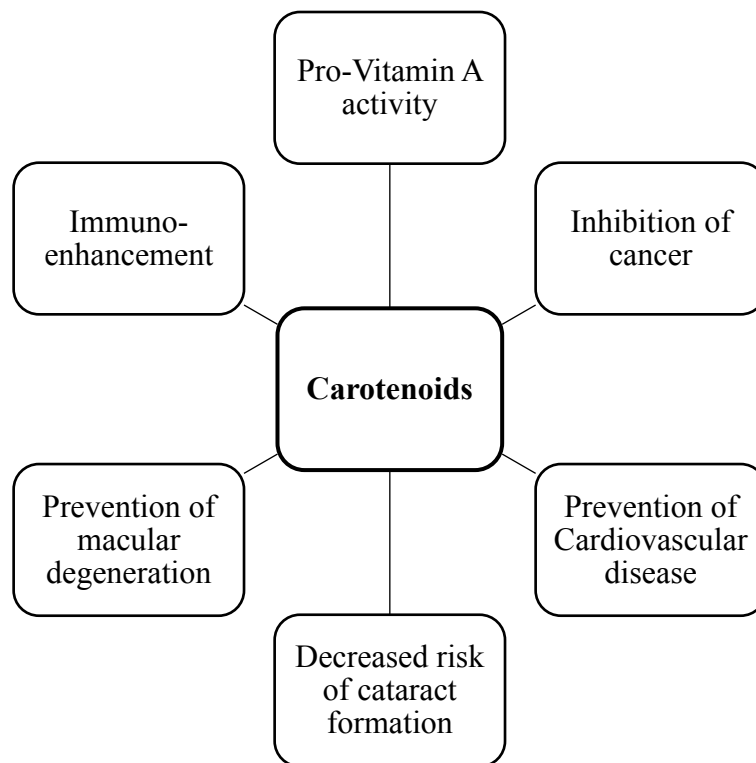 Pro-Vitamin A
activity
Immuno-
enhancement
Inhibition of
cancer
Carotenoids
Prevention of
macular
degeneration
Prevention of
Cardiovascular
disease
Decreased risk
of cataract
formation